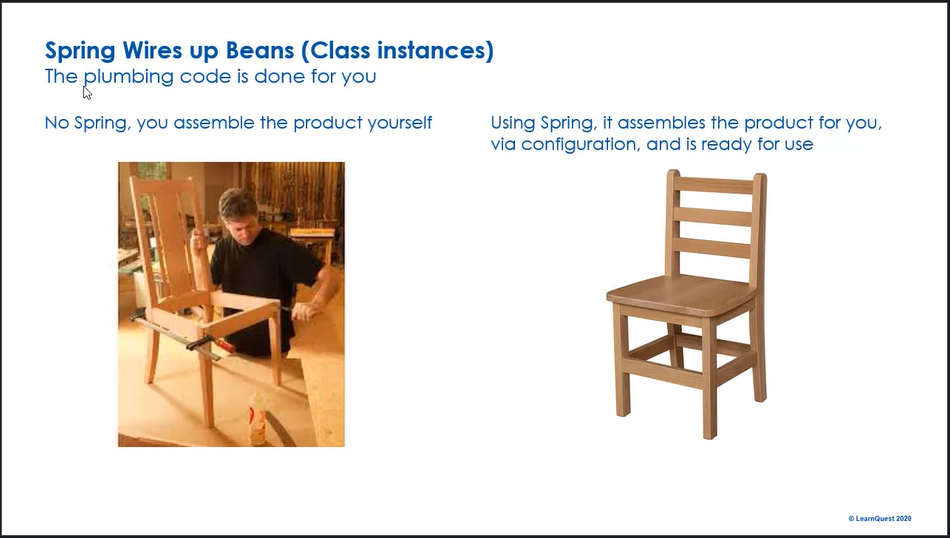 Spring Wires up Beans (Class instances)
The plumbing code is done for you
No Spring, you assemble the product yourself
Using Spring, it assembles the product for you,
via configuration, and is ready for use
© LearnQuest 2020